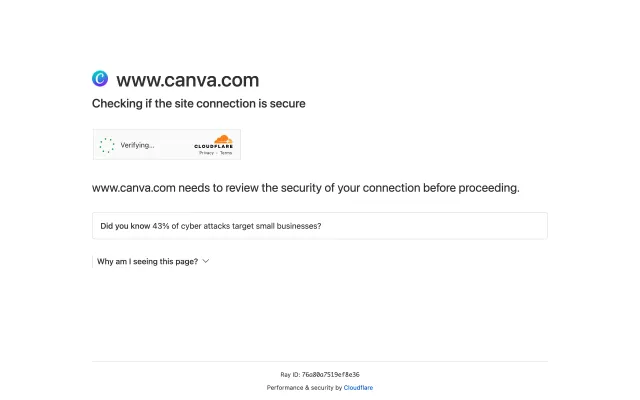 www.canva.com
Checking if the site connection is secure
Verifying...
CLOUDFLARE
Privacy • Terms
www.canva.com needs to review the security of your connection before proceeding.
Did you know 43% of cyber attacks target small businesses?
Why am I seeing this page?
Ray ID: 76a80a7519ef8e36
Performance & security by Cloudflare